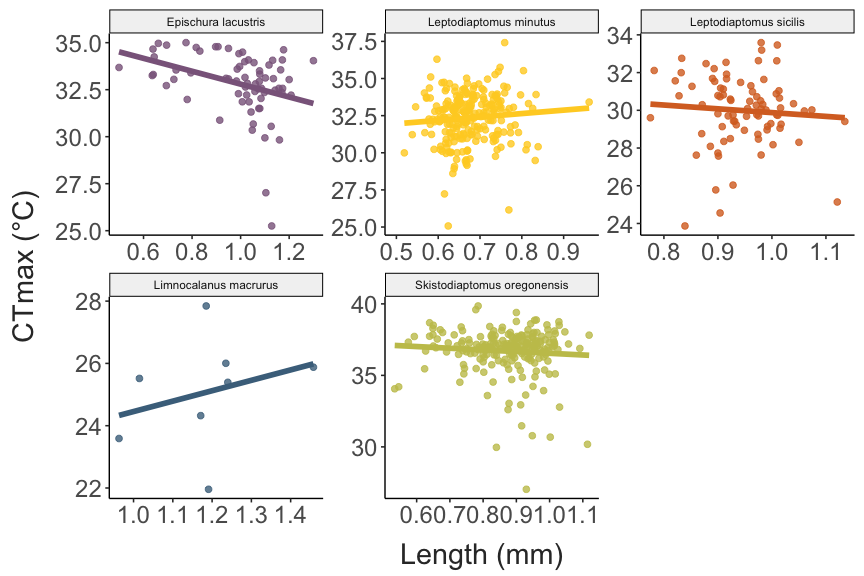 Epischura lacustris
Leptodiaptomus minutus
Leptodiaptomus sicilis
35.0
32.5
30.0
27.5
25.0
0.6 0.8 1.0 1.2
37.5
35.0
32.5
30.0
27.5
25.0
0.5 0.6 0.7 0.8 0.9
34
32
30
28
26
24
0.8 0.9 1.0 1.1
CTmax (°C)
Limnocalanus macrurus
Skistodiaptomus oregonensis
28
26
24
22
1.0 1.1 1.2 1.3 1.4
40
35
30
0.60.70.80.91.01.1
Length (mm)